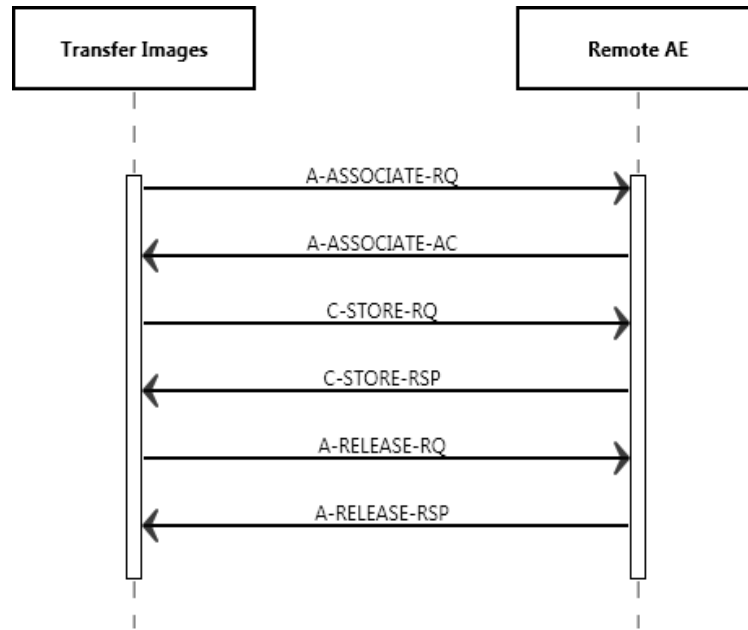 Transfer Images
Remote AE
A-ASSOCIATE-RQ
A-ASSOCIATE-AC
C-STORE-RQ
C-STORE-RSP
A-RELEASE-RQ
A-RELEASE-RSP